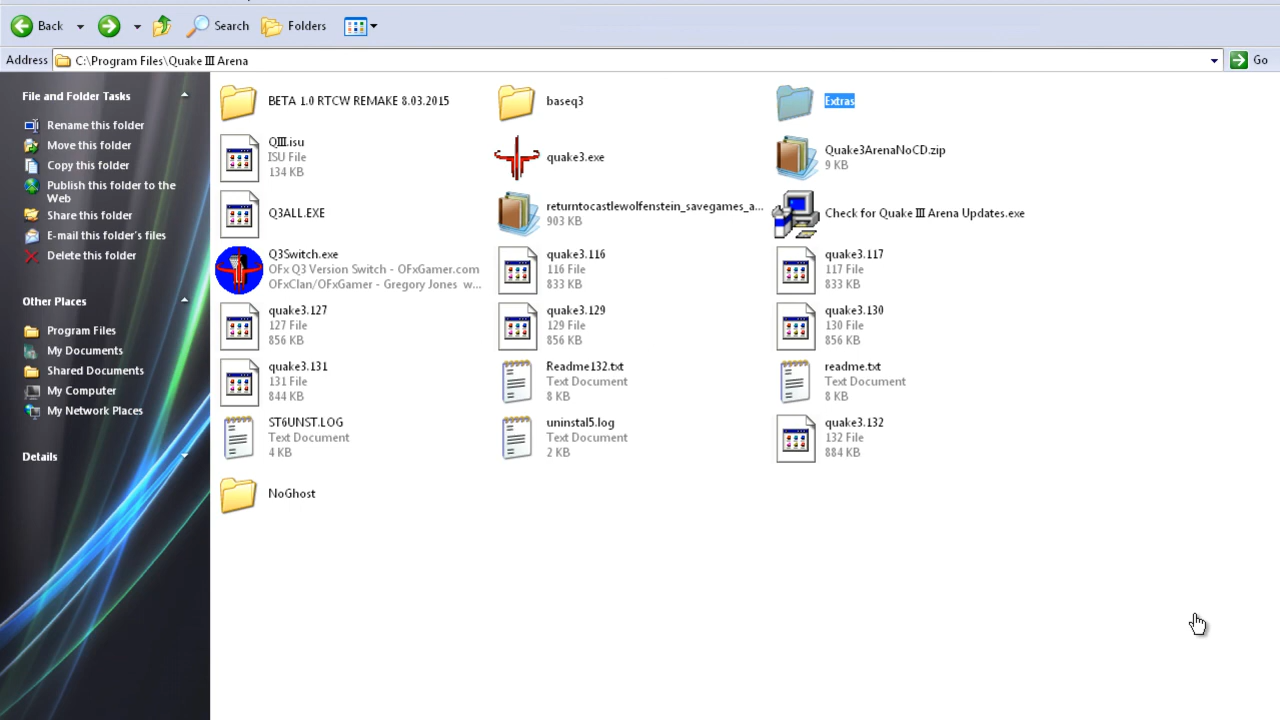 Back
Search
Folders
Address
C:\Program Files\Quake III Arena
Go
File and Folder Tasks
Rename this folder
Move this folder
Copy this folder
Publish this folder to the
Web
Share this folder
E-mail this folder's files
Delete this folder
Other Places
Program Files
My Documents
Shared Documents
My Computer
My Network Places
Details
BETA 1.0 RTCW REMAKE 8.03.2015
baseq3
Extras
QIII.isu
ISU File
134 KB
quake3.exe
Quake3ArenaNoCD.zip
9 KB
Q3ALL.EXE
returntocastlewolfenstein_savegames_a...
903 KB
Check for Quake III Arena Updates.exe
Q3Switch.exe
OFx Q3 Version Switch - OFxGamer.com
OFxClan/OFxGamer - Gregory Jones w...
quake3.116
116 File
833 KB
quake3.117
117 File
833 KB
quake3.127
127 File
856 KB
quake3.129
129 File
856 KB
quake3.130
130 File
856 KB
quake3.131
131 File
844 KB
Readme132.txt
Text Document
8 KB
readme.txt
Text Document
8 KB
ST6UNST.LOG
Text Document
4 KB
uninstal5.log
Text Document
2 KB
quake3.132
132 File
884 KB
NoGhost